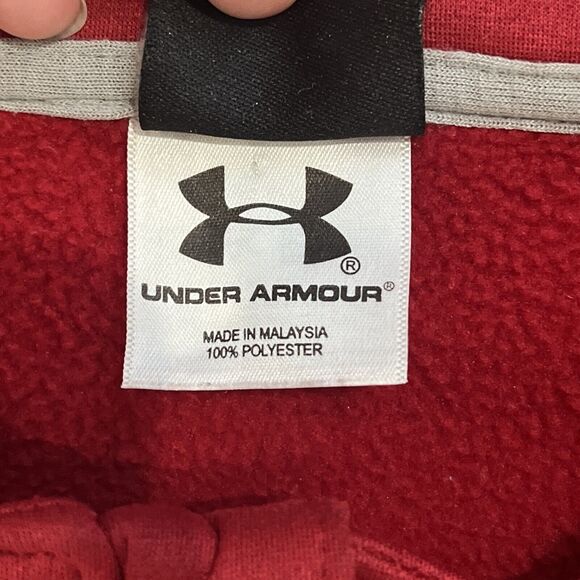 ®
UNDER ARMOUR®
MADE IN MALAYSIA
100% POLYESTER